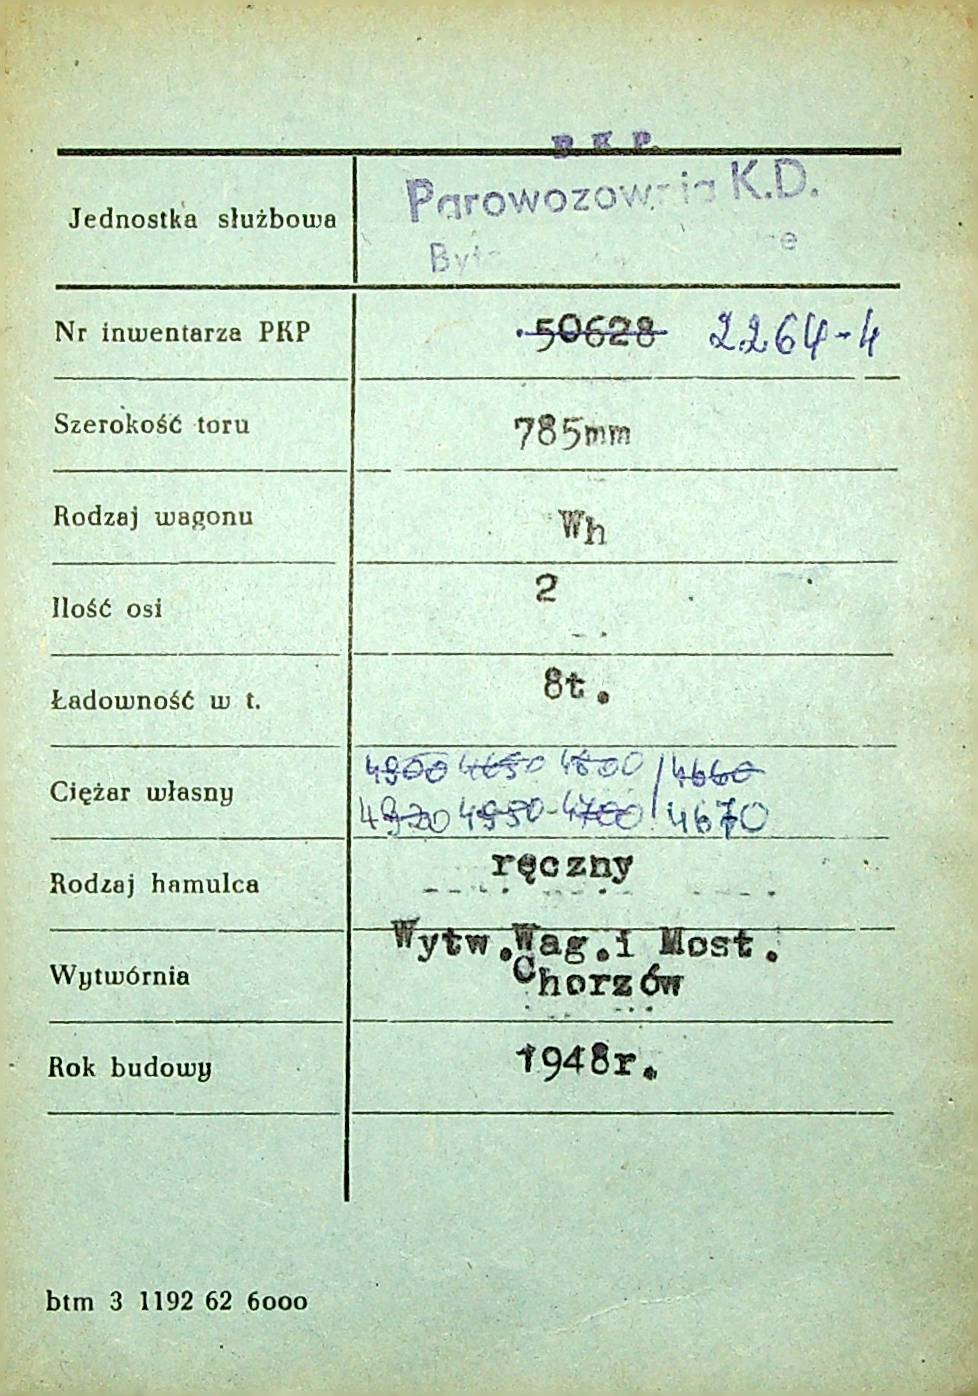 P. K. P.
Jednostka służbowa Parowozownia K.D.
Nr inwentarza PKP 50628 2264-4
Szerokość toru 785mm
Rodzaj wagonu Wh
Ilość osi 2
Ładowność w t. 8t.
4900 4650 4800 / 4660
Ciężar własny
4920 4950-4700 / 4670
Rodzaj hamulca ręczny
Wytw.Wag.i Most.
Wytwórnia Chorzów
Rok budowy 1948r.
btm 3 1192 62 6000